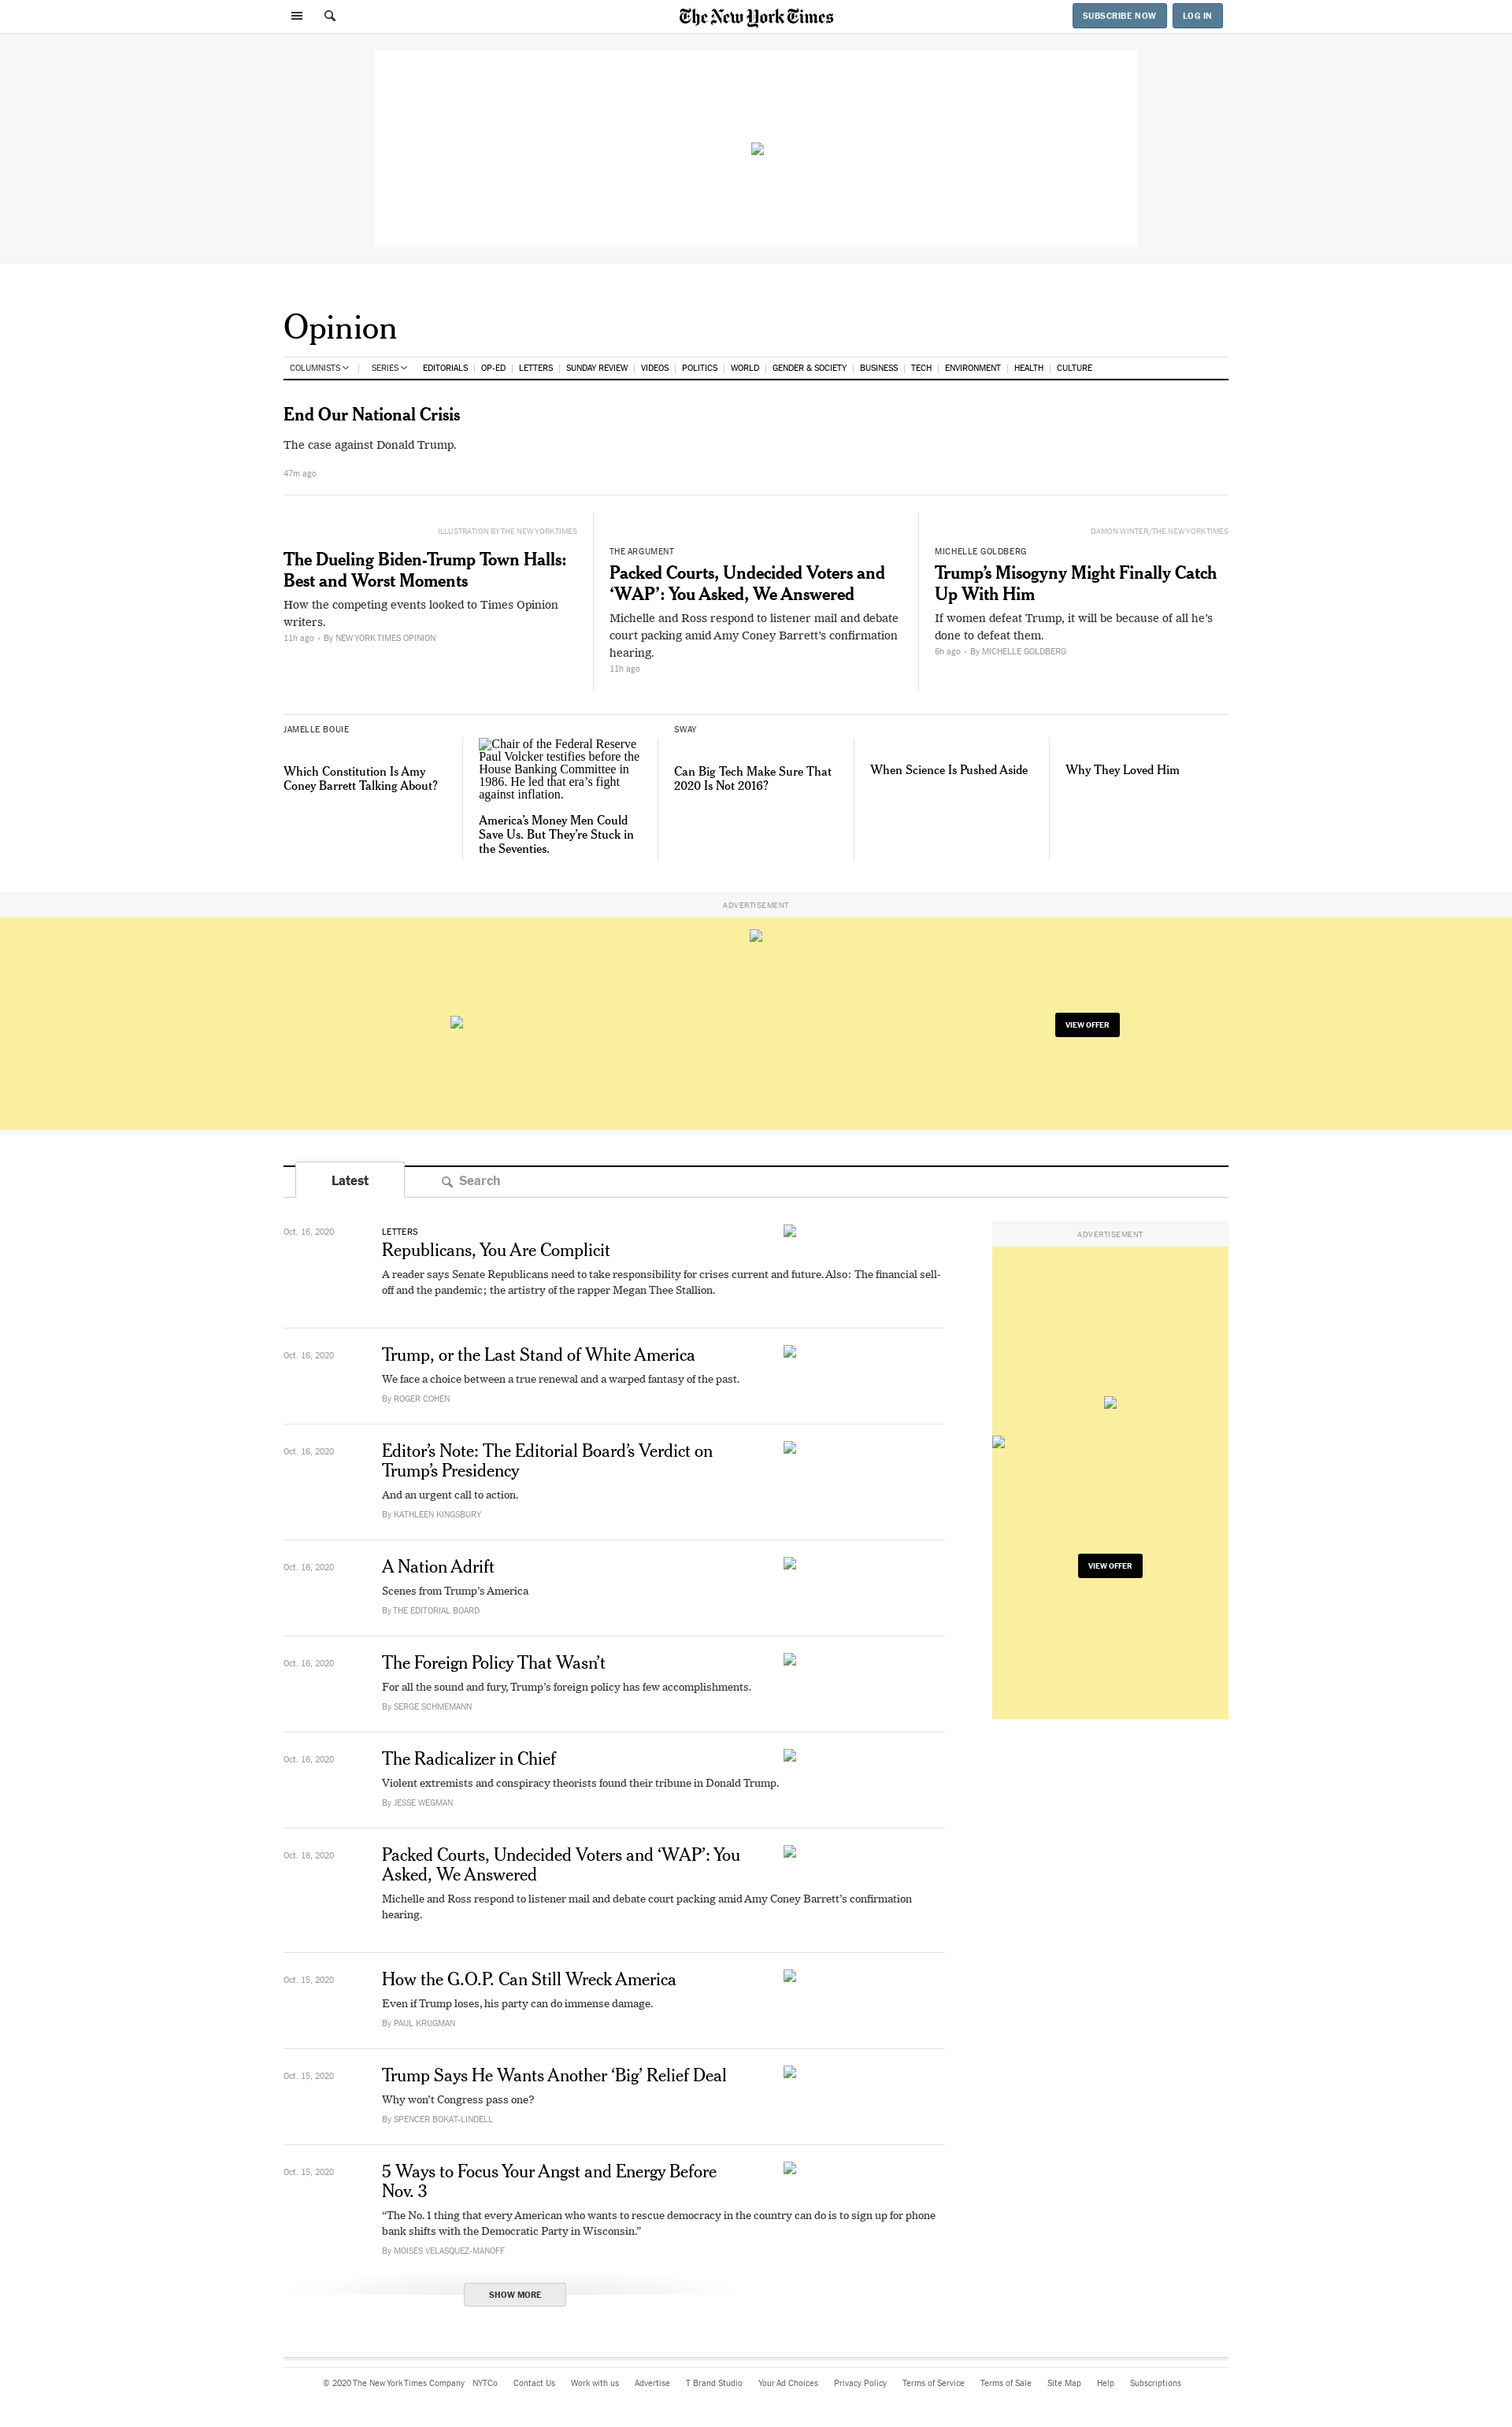 The New York Times
SUBSCRIBE NOW
LOG IN
Opinion
COLUMNISTS
SERIES
EDITORIALS
OP-ED
LETTERS
SUNDAY REVIEW
VIDEOS
POLITICS
WORLD
GENDER & SOCIETY
BUSINESS
TECH
ENVIRONMENT
HEALTH
CULTURE
End Our National Crisis
The case against Donald Trump.
47m ago
ILLUSTRATION BY THE NEW YORK TIMES
The Dueling Biden-Trump Town Halls:
Best and Worst Moments
How the competing events looked to Times Opinion
writers.
11h ago • By NEW YORK TIMES OPINION
THE ARGUMENT
Packed Courts, Undecided Voters and
‘WAP’: You Asked, We Answered
Michelle and Ross respond to listener mail and debate
court packing amid Amy Coney Barrett’s confirmation
hearing.
11h ago
DAMON WINTER/THE NEW YORK TIMES
MICHELLE GOLDBERG
Trump’s Misogyny Might Finally Catch
Up With Him
If women defeat Trump, it will be because of all he’s
done to defeat them.
6h ago • By MICHELLE GOLDBERG
JAMELLE BOUIE
Which Constitution Is Amy
Coney Barrett Talking About?
Chair of the Federal Reserve
Paul Volcker testifies before the
House Banking Committee in
1986. He led that era’s fight
against inflation.
America’s Money Men Could
Save Us. But They’re Stuck in
the Seventies.
SWAY
Can Big Tech Make Sure That
2020 Is Not 2016?
When Science Is Pushed Aside
Why They Loved Him
ADVERTISEMENT
VIEW OFFER
Latest
Search
Oct. 16, 2020
LETTERS
Republicans, You Are Complicit
A reader says Senate Republicans need to take responsibility for crises current and future. Also: The financial sell-
off and the pandemic; the artistry of the rapper Megan Thee Stallion.
ADVERTISEMENT
VIEW OFFER
Oct. 16, 2020
Trump, or the Last Stand of White America
We face a choice between a true renewal and a warped fantasy of the past.
By ROGER COHEN
Oct. 16, 2020
Editor’s Note: The Editorial Board’s Verdict on
Trump’s Presidency
And an urgent call to action.
By KATHLEEN KINGSBURY
Oct. 16, 2020
A Nation Adrift
Scenes from Trump’s America
By THE EDITORIAL BOARD
Oct. 16, 2020
The Foreign Policy That Wasn’t
For all the sound and fury, Trump’s foreign policy has few accomplishments.
By SERGE SCHMEMANN
Oct. 16, 2020
The Radicalizer in Chief
Violent extremists and conspiracy theorists found their tribune in Donald Trump.
By JESSE WEGMAN
Oct. 16, 2020
Packed Courts, Undecided Voters and ‘WAP’: You
Asked, We Answered
Michelle and Ross respond to listener mail and debate court packing amid Amy Coney Barrett’s confirmation
hearing.
Oct. 15, 2020
How the G.O.P. Can Still Wreck America
Even if Trump loses, his party can do immense damage.
By PAUL KRUGMAN
Oct. 15, 2020
Trump Says He Wants Another ‘Big’ Relief Deal
Why won’t Congress pass one?
By SPENCER BOKAT-LINDELL
Oct. 15, 2020
5 Ways to Focus Your Angst and Energy Before
Nov. 3
“The No. 1 thing that every American who wants to rescue democracy in the country can do is to sign up for phone
bank shifts with the Democratic Party in Wisconsin.”
By MOISES VELASQUEZ-MANOFF
SHOW MORE
© 2020 The New York Times Company NYTCo Contact Us Work with us Advertise T Brand Studio Your Ad Choices Privacy Policy Terms of Service Terms of Sale Site Map Help Subscriptions